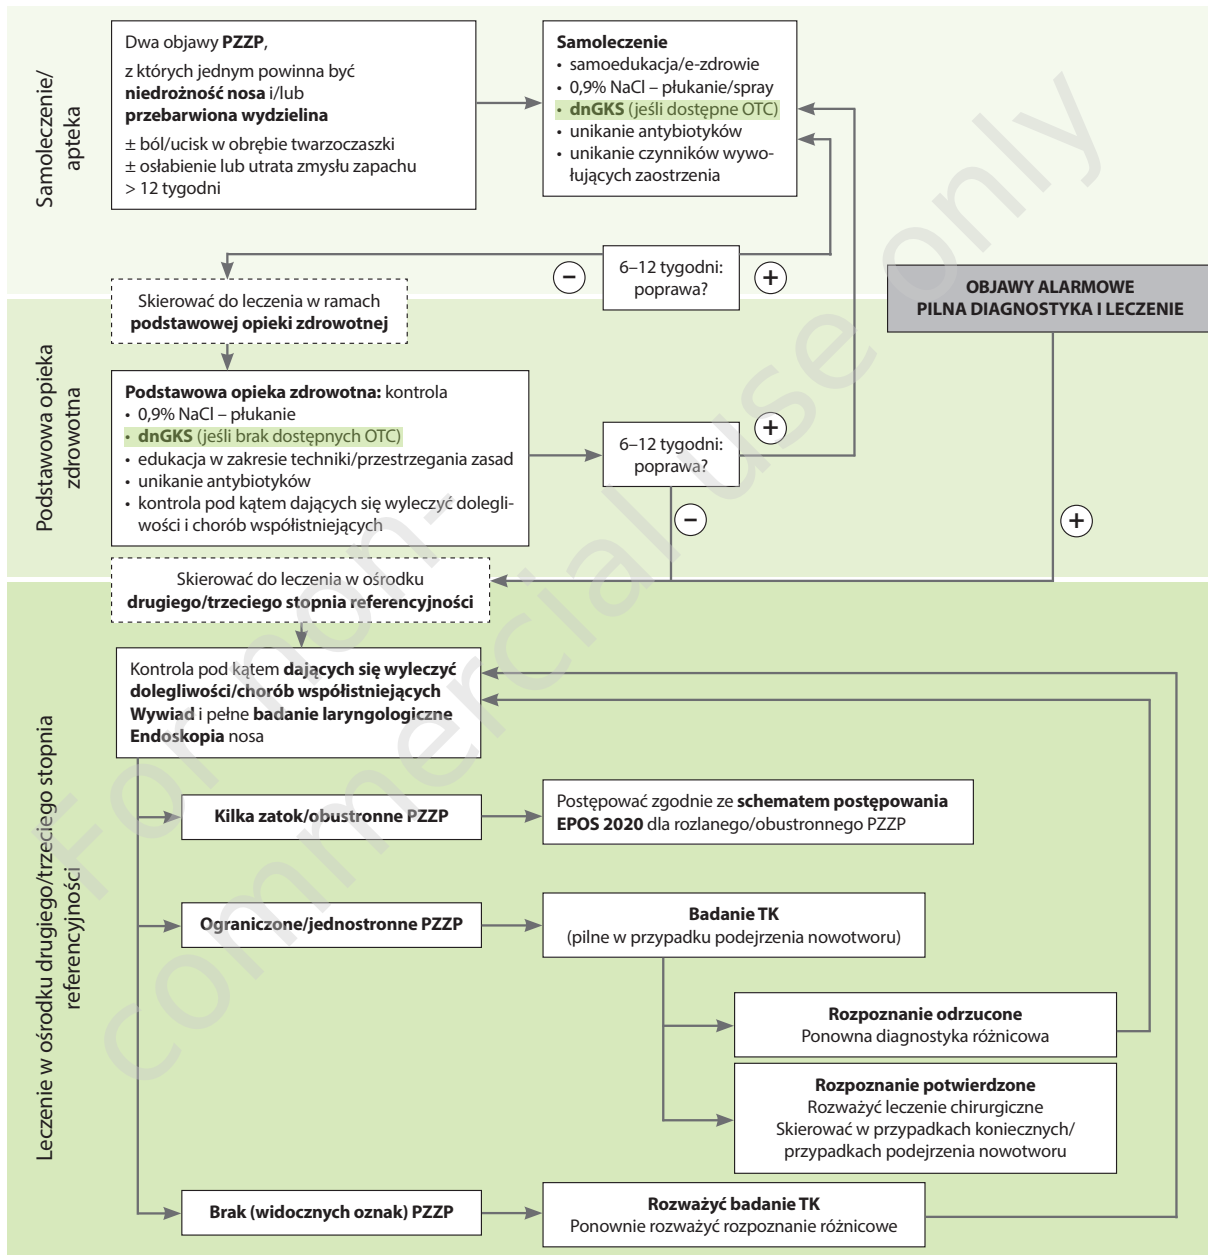 Samoleczenie/
apteka
Dwa objawy PZZP,
z których jednym powinna być
niedrożność nosa i/lub
przebarwiona wydzielina
± ból/ucisk w obrębie twarzoczaszki
± osłabienie lub utrata zmysłu zapachu
> 12 tygodni
Samoleczenie
• samoedukacja/e-zdrowie
• 0,9% NaCl – płukanie/spray
• dnGKS (jeśli dostępne OTC)
• unikanie antybiotyków
• unikanie czynników wywo-
łujących zaostrzenia
6–12 tygodni:
poprawa?
–
+
Skierować do leczenia w ramach
podstawowej opieki zdrowotnej
OBJAWY ALARMOWE
PILNA DIAGNOSTYKA I LECZENIE
Podstawowa opieka
zdrowotna
Podstawowa opieka zdrowotna: kontrola
• 0,9% NaCl – płukanie
• dnGKS (jeśli brak dostępnych OTC)
• edukacja w zakresie techniki/przestrzegania zasad
• unikanie antybiotyków
• kontrola pod kątem dających się wyleczyć dolegli-
wości i chorób współistniejących
6–12 tygodni:
poprawa?
+
–
+
Skierować do leczenia w ośrodku
drugiego/trzeciego stopnia referencyjności
Leczenie w ośrodku drugiego/trzeciego stopnia
referencyjności
Kontrola pod kątem dających się wyleczyć
dolegliwości/chorób współistniejących
Wywiad i pełne badanie laryngologiczne
Endoskopia nosa
Kilka zatok/obustronne PZZP
Postępować zgodnie ze schematem postępowania
EPOS 2020 dla rozlanego/obustronnego PZZP
Ograniczone/jednostronne PZZP
Badanie TK
(pilne w przypadku podejrzenia nowotworu)
Rozpoznanie odrzucone
Ponowna diagnostyka różnicowa
Rozpoznanie potwierdzone
Rozważyć leczenie chirurgiczne
Skierować w przypadkach koniecznych/
przypadkach podejrzenia nowotworu
Brak (widocznych oznak) PZZP
Rozważyć badanie TK
Ponownie rozważyć rozpoznanie różnicowe
For non-
commercial use only